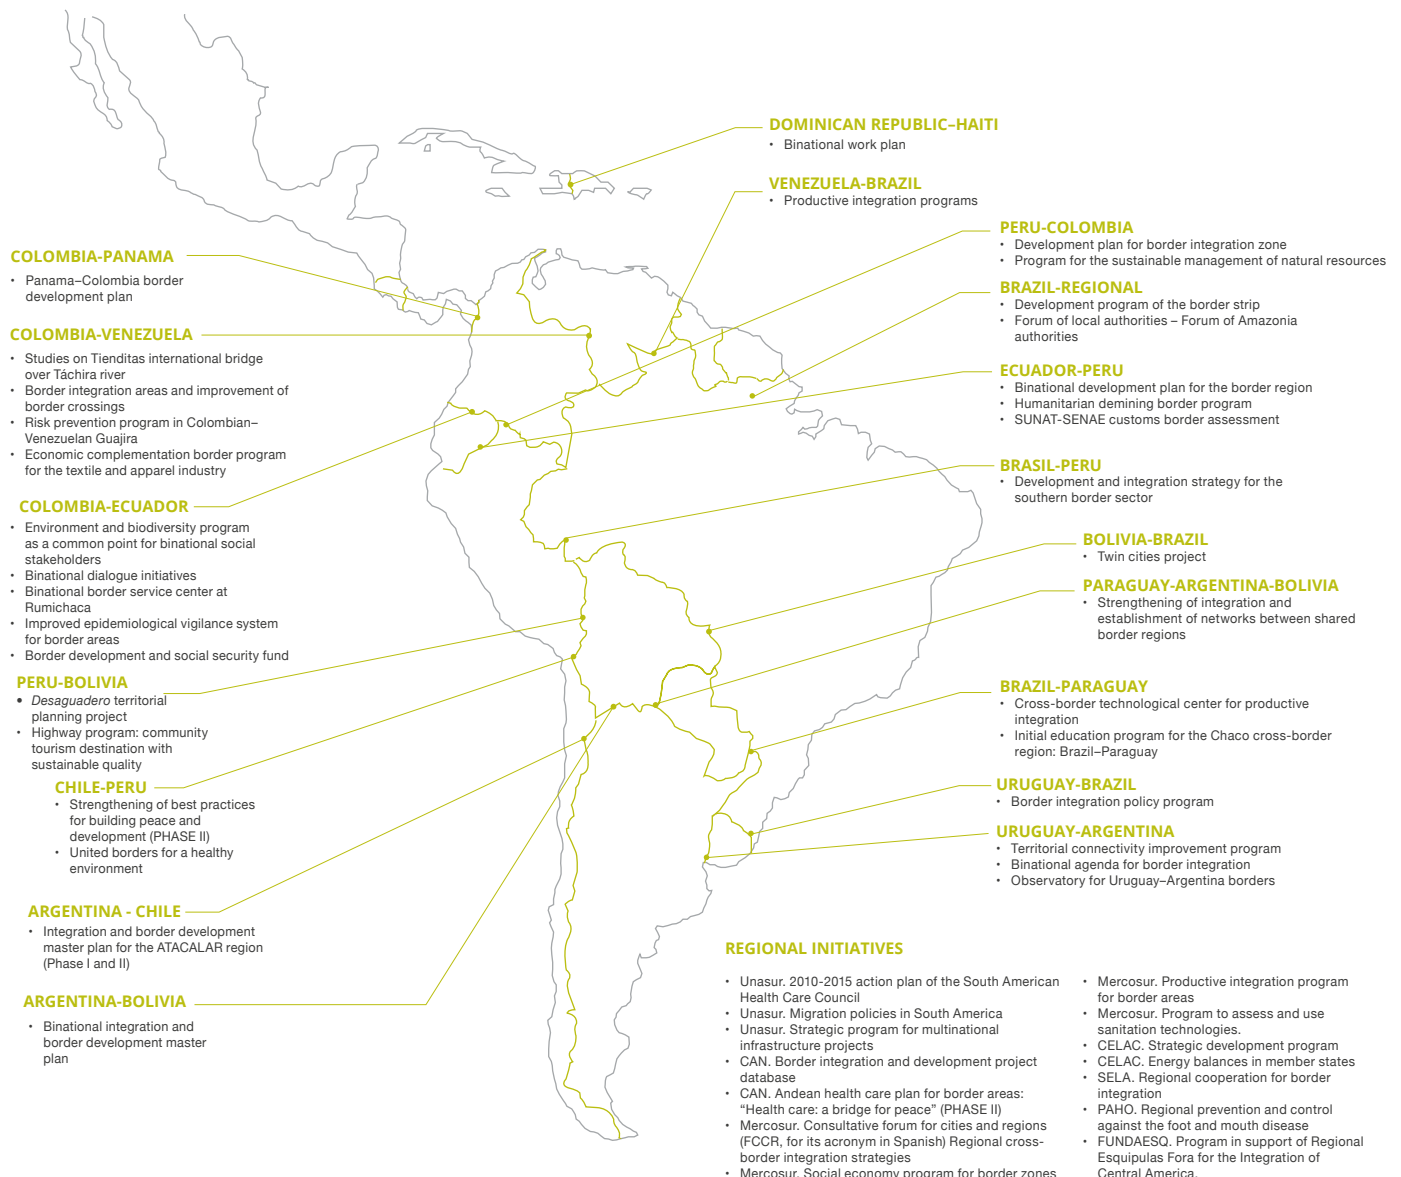 DOMINICAN REPUBLIC–HAITI
• Binational work plan
VENEZUELA-BRAZIL
• Productive integration programs
PERU-COLOMBIA
• Development plan for border integration zone
• Program for the sustainable management of natural resources
BRAZIL-REGIONAL
• Development program of the border strip
• Forum of local authorities – Forum of Amazonia
authorities
ECUADOR-PERU
• Binational development plan for the border region
• Humanitarian demining border program
• SUNAT-SENAE customs border assessment
BRASIL-PERU
• Development and integration strategy for the
southern border sector
BOLIVIA-BRAZIL
• Twin cities project
PARAGUAY-ARGENTINA-BOLIVIA
• Strengthening of integration and
establishment of networks between shared
border regions
BRAZIL-PARAGUAY
• Cross-border technological center for productive
integration
• Initial education program for the Chaco cross-border
region: Brazil–Paraguay
URUGUAY-BRAZIL
• Border integration policy program
URUGUAY-ARGENTINA
• Territorial connectivity improvement program
• Binational agenda for border integration
• Observatory for Uruguay–Argentina borders
COLOMBIA-PANAMA
• Panama–Colombia border
development plan
COLOMBIA-VENEZUELA
• Studies on Tienditas international bridge
over Táchira river
• Border integration areas and improvement of
border crossings
• Risk prevention program in Colombian–
Venezuelan Guajira
• Economic complementation border program
for the textile and apparel industry
COLOMBIA-ECUADOR
• Environment and biodiversity program
as a common point for binational social
stakeholders
• Binational dialogue initiatives
• Binational border service center at
Rumichaca
• Improved epidemiological vigilance system
for border areas
• Border development and social security fund
PERU-BOLIVIA
• Desaguadero territorial
planning project
• Highway program: community
tourism destination with
sustainable quality
CHILE-PERU
• Strengthening of best practices
for building peace and
development (PHASE II)
• United borders for a healthy
environment
ARGENTINA - CHILE
• Integration and border development
master plan for the ATACALAR region
(Phase I and II)
ARGENTINA-BOLIVIA
• Binational integration and
border development master
plan
REGIONAL INITIATIVES
• Unasur. 2010-2015 action plan of the South American
Health Care Council
• Unasur. Migration policies in South America
• Unasur. Strategic program for multinational
infrastructure projects
• CAN. Border integration and development project
database
• CAN. Andean health care plan for border areas:
“Health care: a bridge for peace” (PHASE II)
• Mercosur. Consultative forum for cities and regions
(FCCR, for its acronym in Spanish) Regional cross-
border integration strategies
• Mercosur. Social economy program for border zones
• Mercosur. Productive integration program
for border areas
• Mercosur. Program to assess and use
sanitation technologies.
• CELAC. Strategic development program
• CELAC. Energy balances in member states
• SELA. Regional cooperation for border
integration
• PAHO. Regional prevention and control
against the foot and mouth disease
• FUNDAESQ. Program in support of Regional
Esquipulas Fora for the Integration of
Central America.